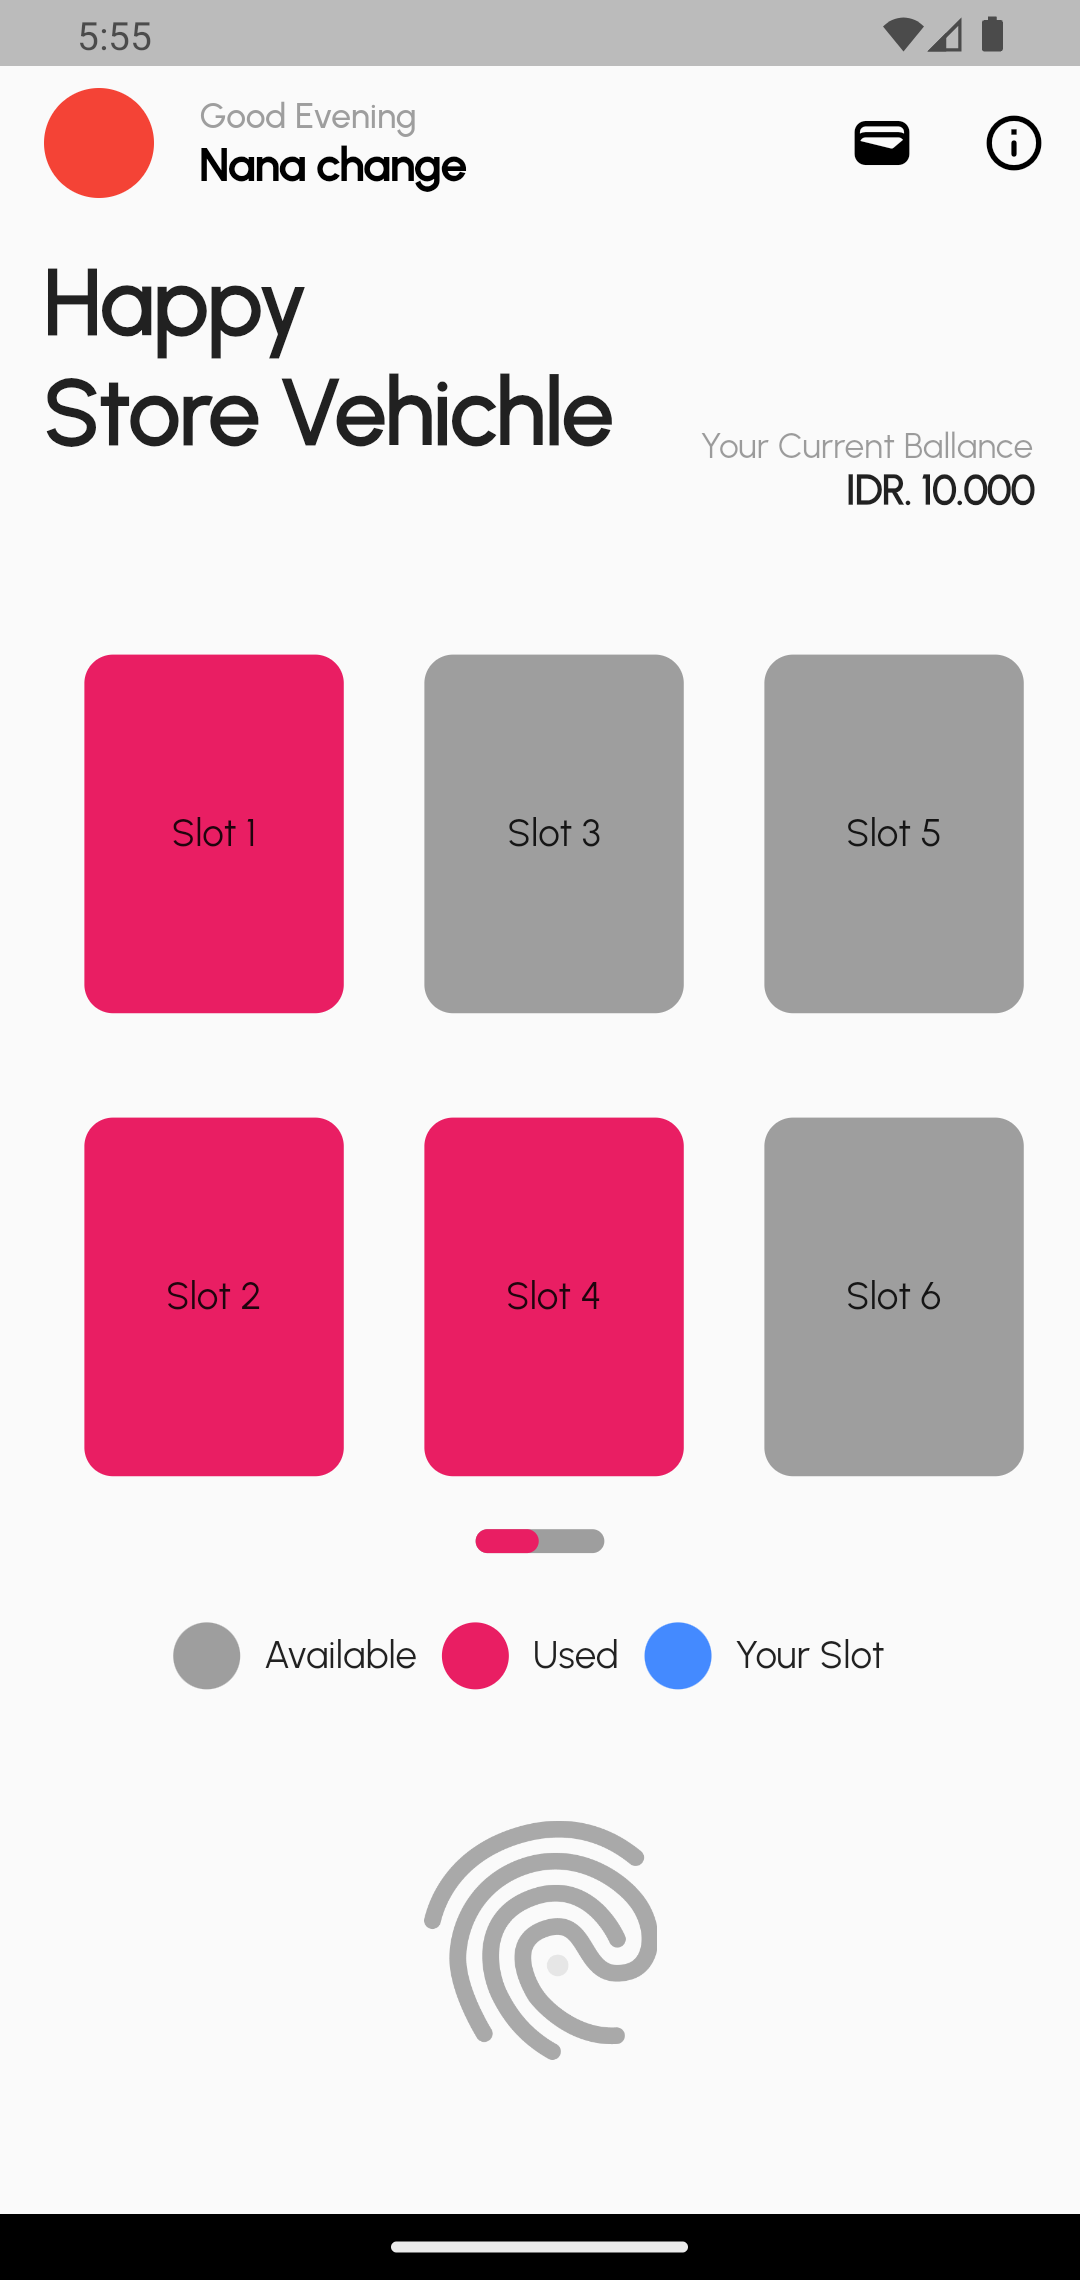 5:55
Good Evening
Nana change
Happy
Store Vehichle
Your Current Ballance
IDR. 10.000
Slot 1
Slot 3
Slot 5
Slot 2
Slot 4
Slot 6
Available
Used
Your Slot